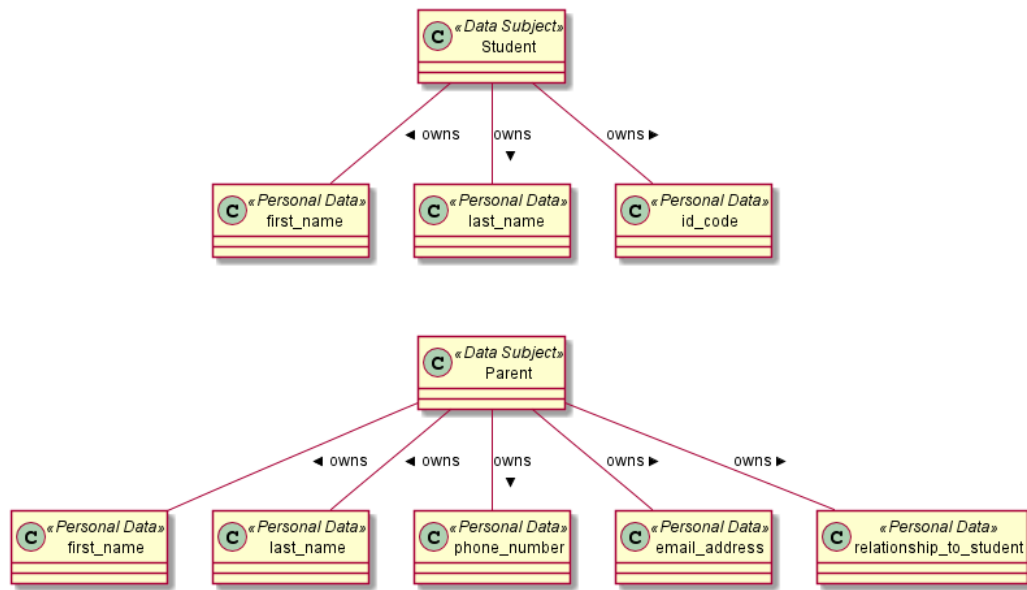 C «Data Subject»
Student
◄ owns
owns
▼
owns ►
C «Personal Data»
first_name
C «Personal Data»
last_name
C «Personal Data»
id_code
C «Data Subject»
Parent
◄ owns
◄ owns
owns
▼
owns ►
owns ►
C «Personal Data»
first_name
C «Personal Data»
last_name
C «Personal Data»
phone_number
C «Personal Data»
email_address
C «Personal Data»
relationship_to_student